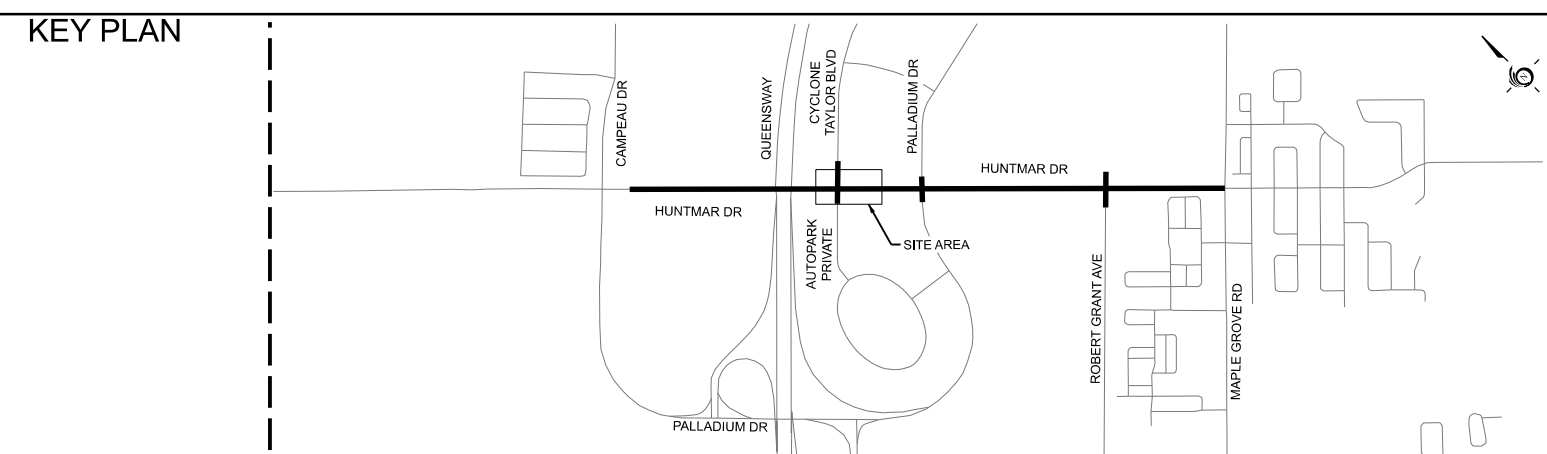 KEY PLAN
CAMPEAU DR
QUEENSWAY
CYCLONE
TAYLOR BLVD
PALLADIUM DR
HUNTMAR DR
HUNTMAR DR
AUTOPARK
PRIVATE
SITE AREA
ROBERT GRANT AVE
MAPLE GROVE RD
PALLADIUM DR